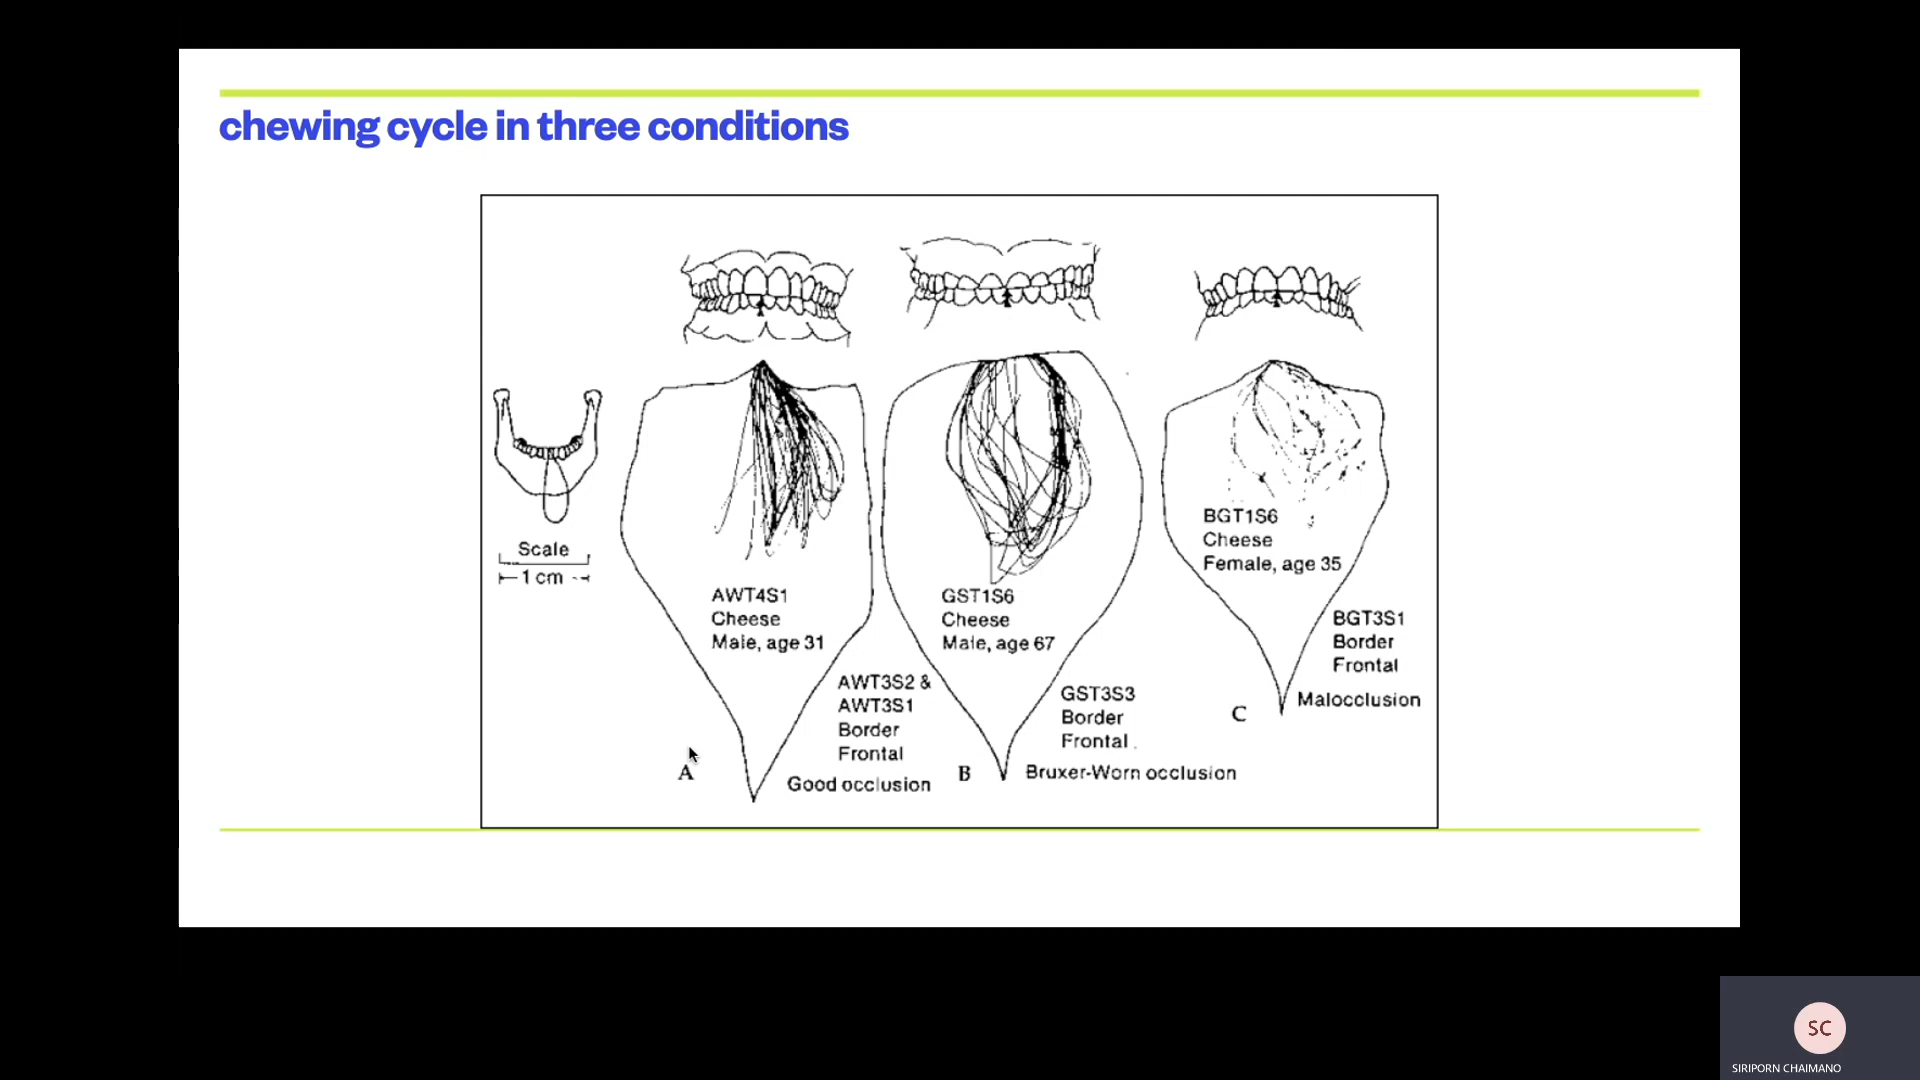 chewing cycle in three conditions
Scale
1 cm
AWT4S1
Cheese
Male, age 31
AWT3S2 &
AWT3S1
Border
Frontal
A
Good occlusion
GST1S6
Cheese
Male, age 67
GST3S3
Border
Frontal
B
Bruxer-Worn occlusion
BGT1S6
Cheese
Female, age 35
BGT3S1
Border
Frontal
C
Malocclusion
SC
SIRIPORN CHAIMANO